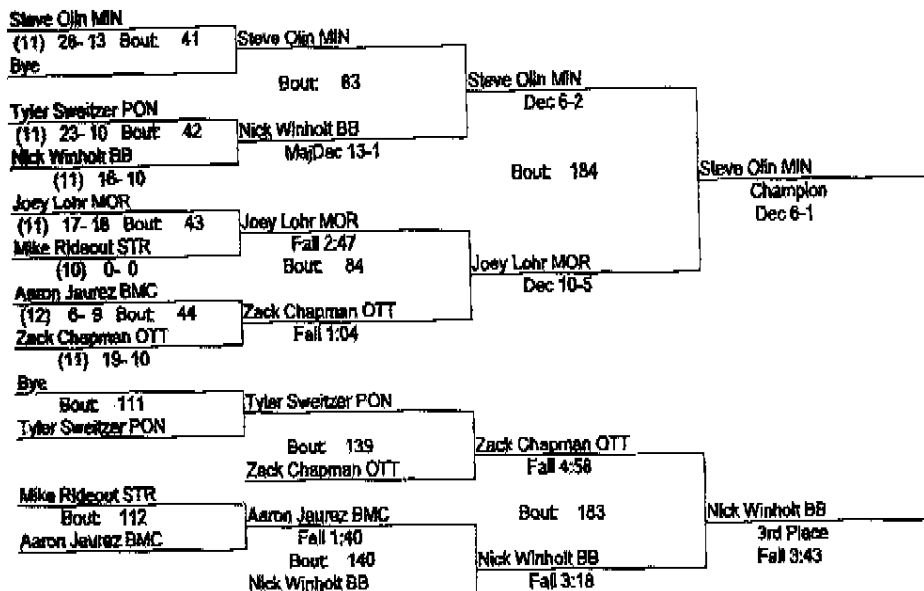 Steve Olin MIN
(11) 26-13 Bout: 41
Bye
Steve Olin MIN
Bout: 83
Tyler Sweitzer PON
(11) 23-10 Bout: 42
Nick Winholt BB
(11) 16-10
Nick Winholt BB
MajDec 13-1
Steve Olin MIN
Dec 6-2
Bout: 184
Steve Olin MIN
Champion
Dec 6-1
Joey Lohr MOR
(11) 17-18 Bout: 43
Mike Rideout STR
(10) 0-0
Joey Lohr MOR
Fall 2:47
Bout: 84
Aaron Jaurez BMC
(12) 6-9 Bout: 44
Zack Chapman OTT
(11) 19-10
Zack Chapman OTT
Fall 1:04
Joey Lohr MOR
Dec 10-5
Bye
Bout: 111
Tyler Sweitzer PON
Tyler Sweitzer PON
Bout: 139
Zack Chapman OTT
Zack Chapman OTT
Fall 4:58
Mike Rideout STR
Bout: 112
Aaron Jaurez BMC
Aaron Jaurez BMC
Fall 1:40
Bout: 140
Nick Winholt BB
Bout: 183
Nick Winholt BB
Fall 3:18
Nick Winholt BB
3rd Place
Fall 3:43